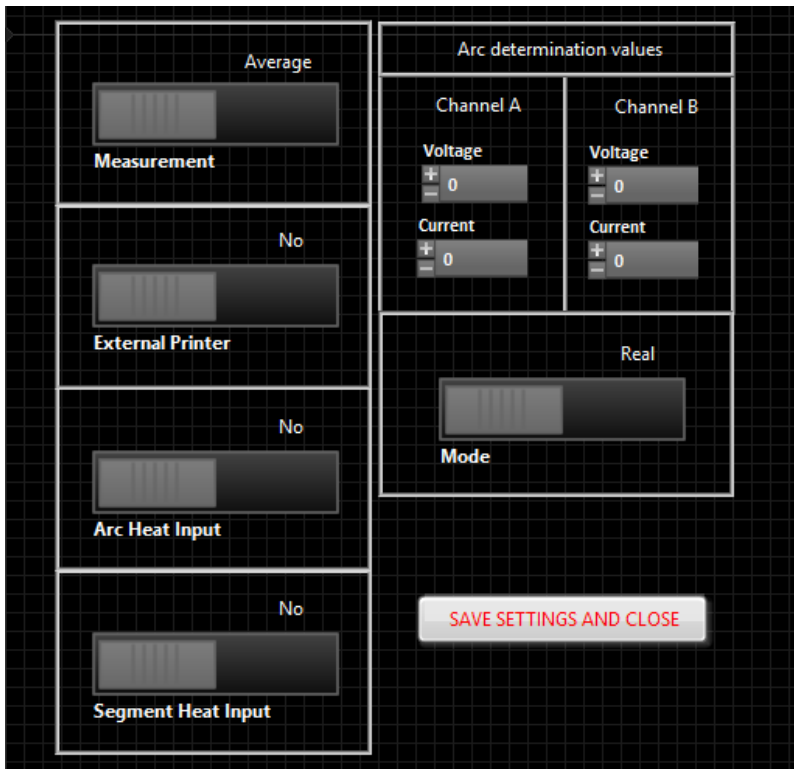 Average
Measurement
No
External Printer
No
Arc Heat Input
No
Segment Heat Input
Arc determination values
Channel A
Voltage
0
Current
0
Channel B
Voltage
0
Current
0
Real
Mode
SAVE SETTINGS AND CLOSE